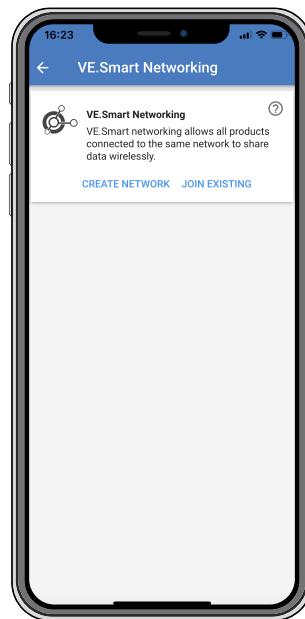 16:23
VE.Smart Networking
VE.Smart Networking
VE.Smart networking allows all products
connected to the same network to share
data wirelessly.
CREATE NETWORK JOIN EXISTING